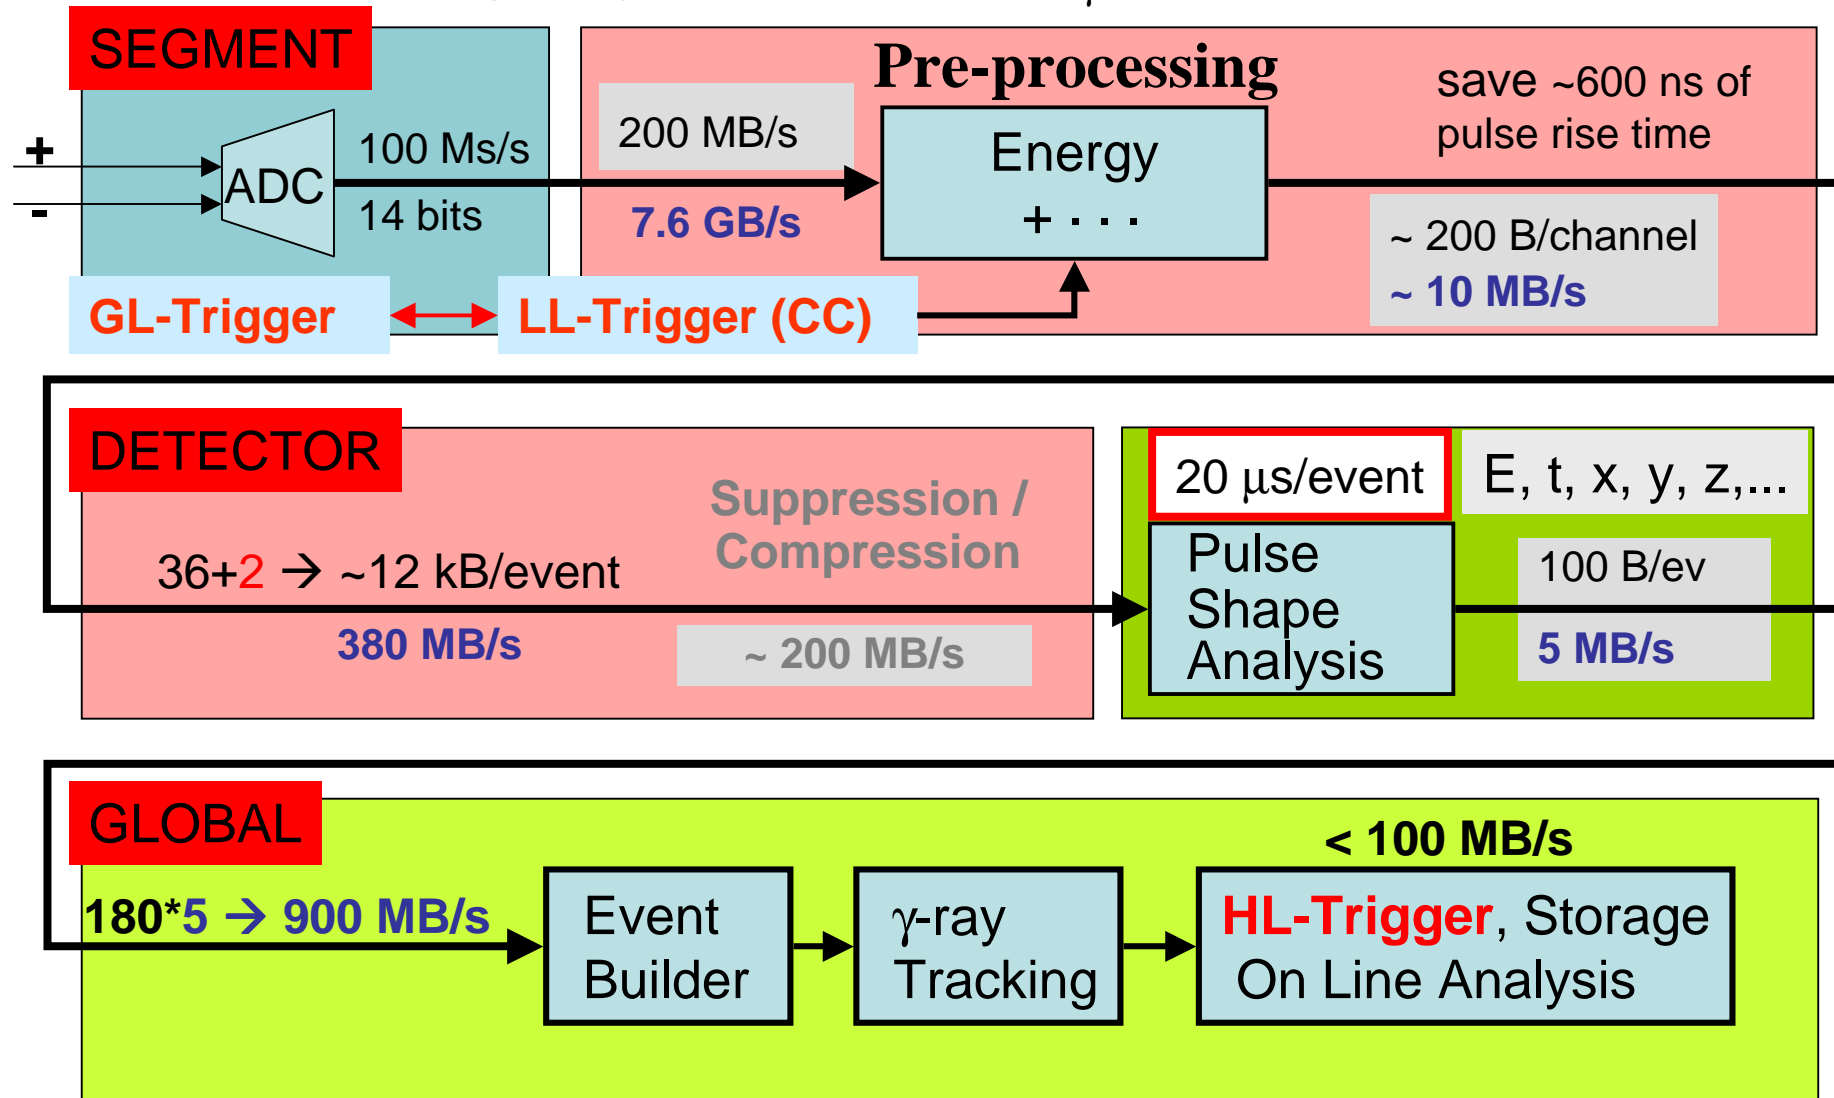 SEGMENT
Pre-processing
save ~600 ns of
pulse rise time
+
-
ADC
100 Ms/s
14 bits
200 MB/s
7.6 GB/s
Energy
+ · · ·
~ 200 B/channel
~ 10 MB/s
GL-Trigger
LL-Trigger (CC)
DETECTOR
36+2 → ~12 kB/event
380 MB/s
Suppression /
Compression
~ 200 MB/s
20 μs/event
E, t, x, y, z,...
Pulse
Shape
Analysis
100 B/ev
5 MB/s
GLOBAL
180*5 → 900 MB/s
Event
Builder
γ-ray
Tracking
< 100 MB/s
HL-Trigger, Storage
On Line Analysis